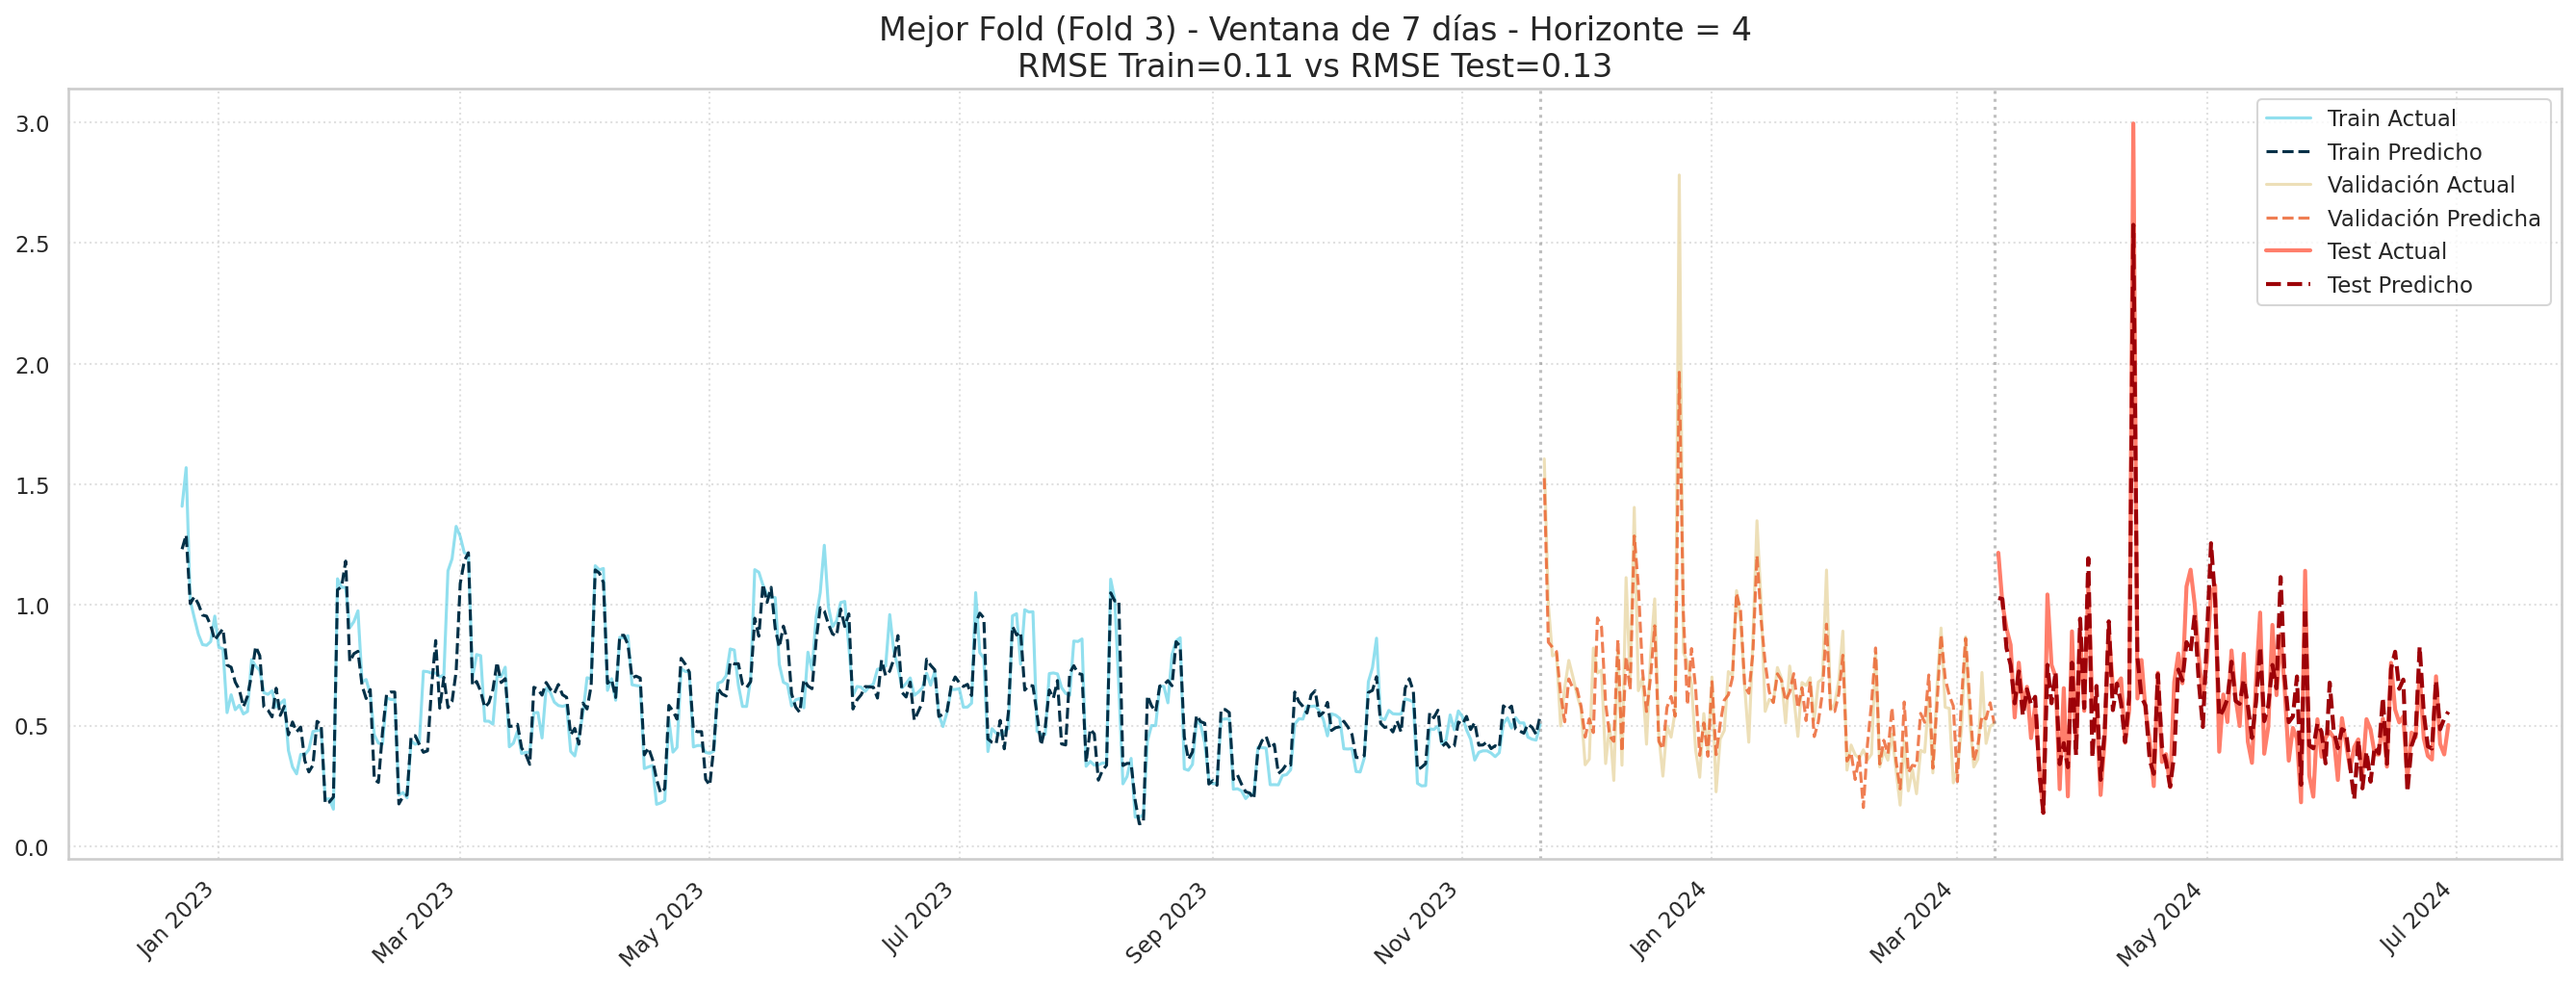 Mejor Fold (Fold 3) - Ventana de 7 días - Horizonte = 4
RMSE Train=0.11 vs RMSE Test=0.13
3.0
2.5
2.0
1.5
1.0
0.5
0.0
Train Actual
Train Predicho
Validación Actual
Validación Predicha
Test Actual
Test Predicho
Jan 2023
Mar 2023
May 2023
Jul 2023
Sep 2023
Nov 2023
Jan 2024
Mar 2024
May 2024
Jul 2024